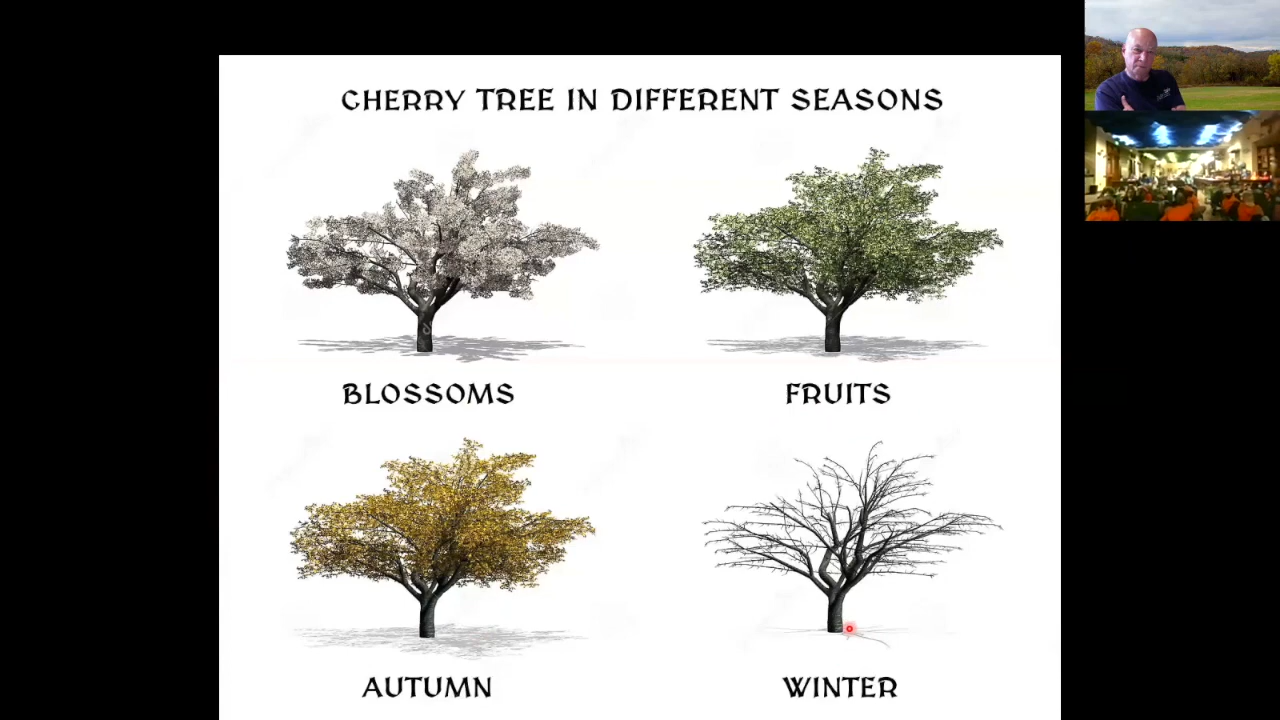 CHERRY TREE IN DIFFERENT SEASONS
BLOSSOMS
FRUITS
AUTUMN
WINTER